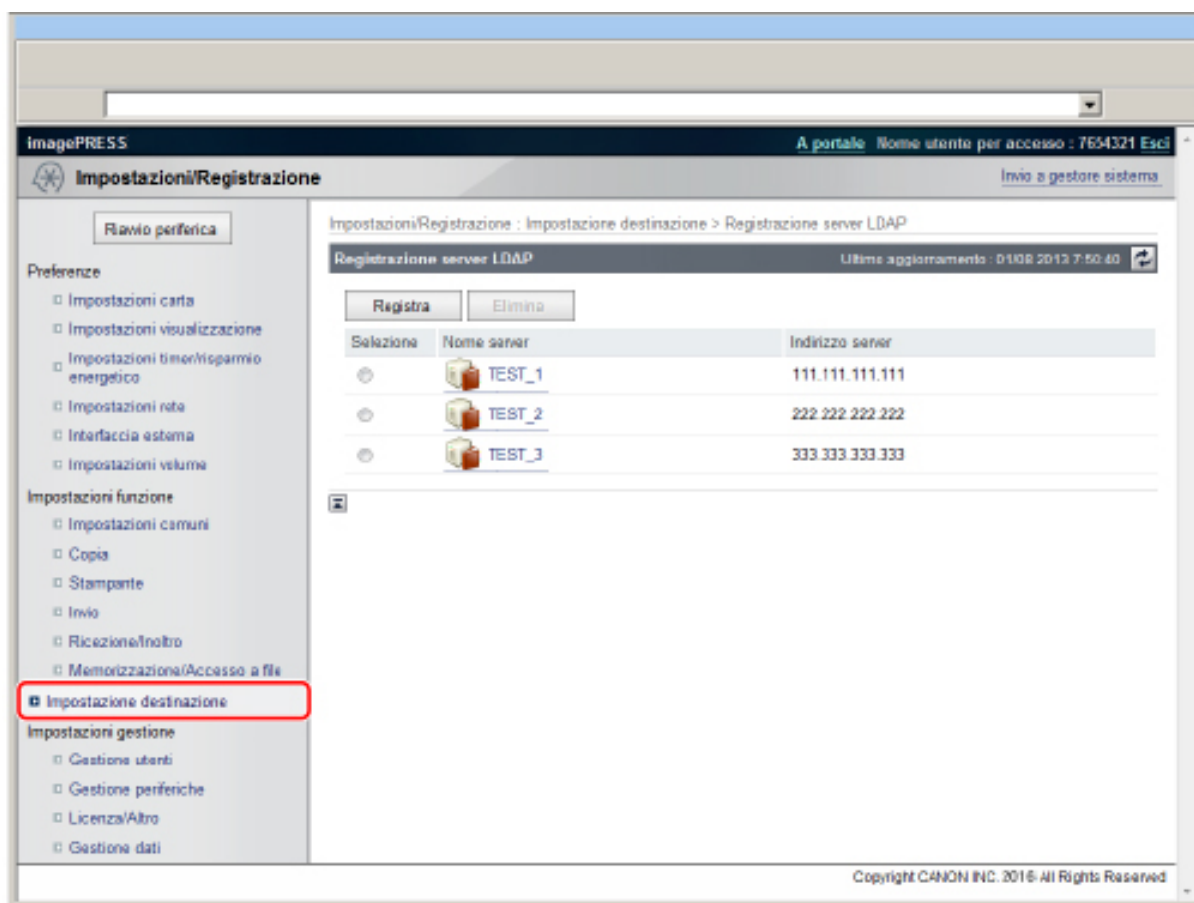 imagePRESS
A portale Nome utente per accesso : 7654321 Esci
Impostazioni/Registrazione
Invio a gestore sistema
Riavvio periferica
Preferenze
Impostazioni carta
Impostazioni visualizzazione
Impostazioni timer/risparmio
energetico
Impostazioni rete
Interfaccia esterna
Impostazioni volume
Impostazioni funzione
Impostazioni comuni
Copia
Stampante
Invio
Ricezione/Inoltro
Memorizzazione/Accesso a file
Impostazione destinazione
Impostazioni gestione
Gestione utenti
Gestione periferiche
Licenza/Altro
Gestione dati
Impostazioni/Registrazione : Impostazione destinazione > Registrazione server LDAP
Registrazione server LDAP
Ultimo aggiornamento : 01/08 2013 7:50:40
Registra
Elimina
Selezione Nome server Indirizzo server
TEST_1 111.111.111.111
TEST_2 222.222.222.222
TEST_3 333.333.333.333
Copyright CANON INC. 2016 All Rights Reserved